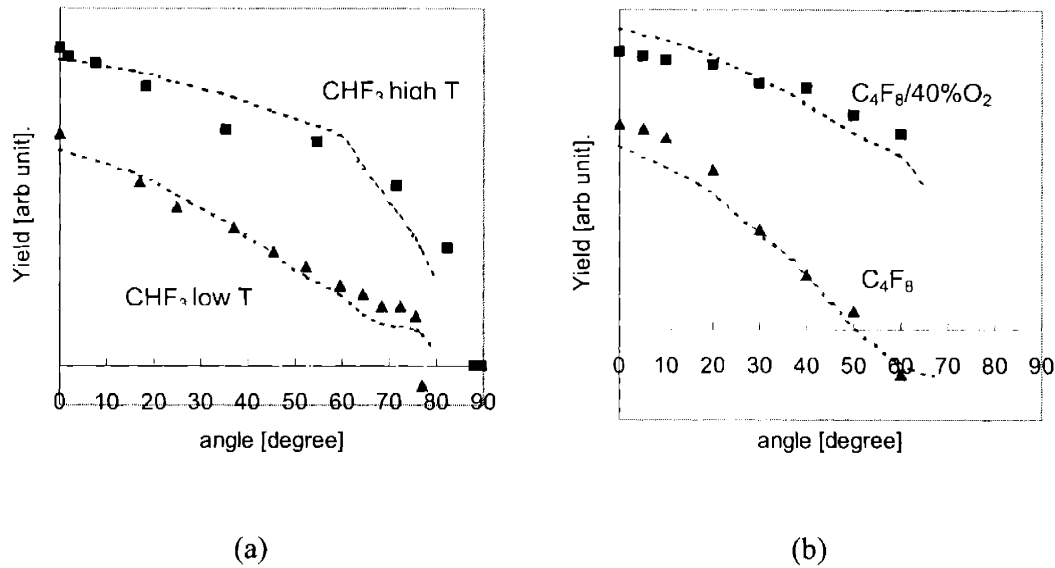 Yield [arb unit].
CHF₃ high T
CHF₃ low T
0 10 20 30 40 50 60 70 80 90
angle [degree]
(a)
Yield [arb unit].
C₄F₈/40%O₂
C₄F₈
0 10 20 30 40 50 60 70 80 90
angle [degree]
(b)